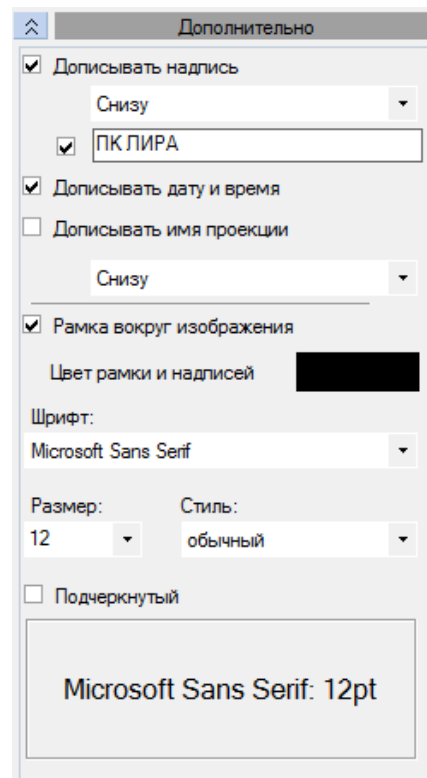 Дополнительно
Дописывать надпись
Снизу
ПК ЛИРА
Дописывать дату и время
Дописывать имя проекции
Снизу
Рамка вокруг изображения
Цвет рамки и надписей
Шрифт:
Microsoft Sans Serif
Размер: Стиль:
12 обычный
Подчеркнутый
Microsoft Sans Serif: 12pt